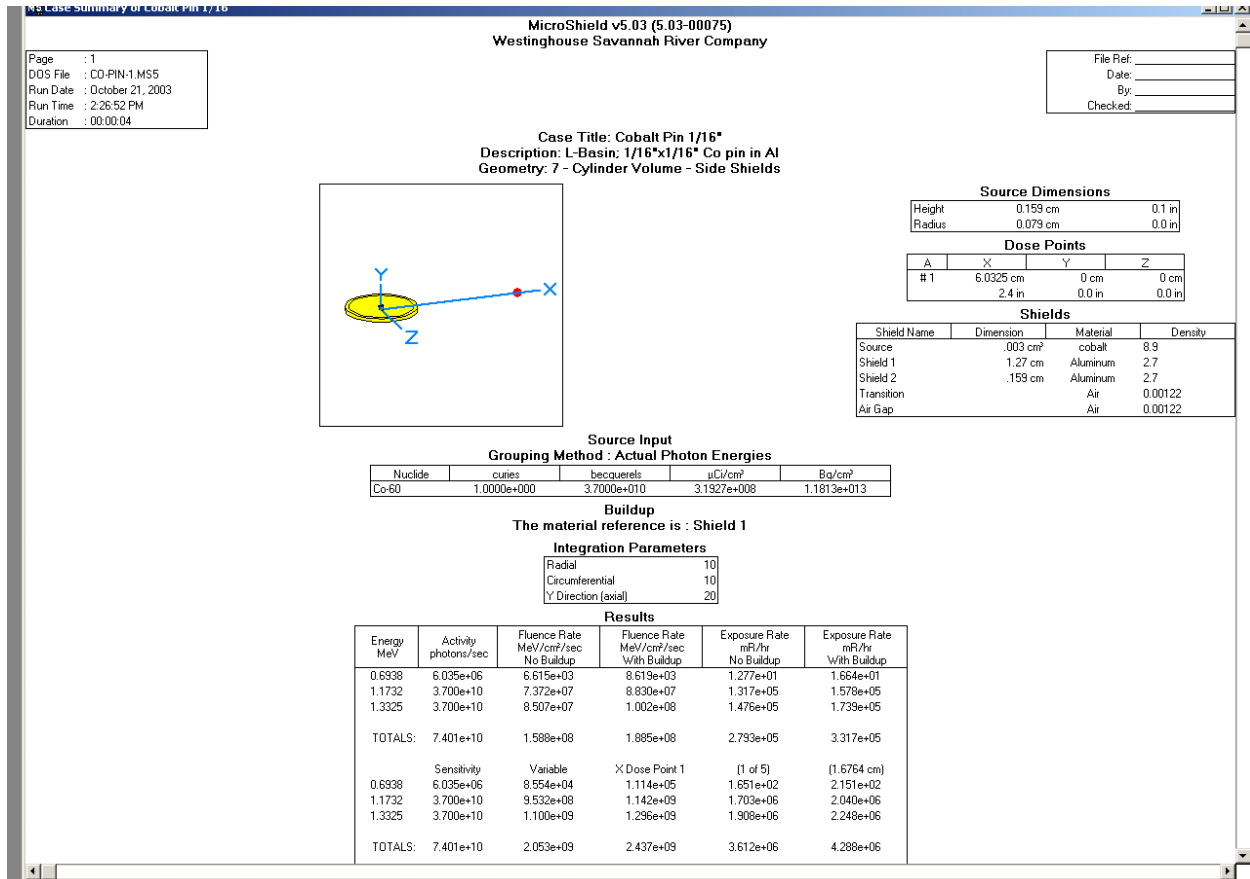 MS Case Summary of Cobalt Pin 1/16
MicroShield v5.03 (5.03-00075)
Westinghouse Savannah River Company
Page : 1
DOS File : CO-PIN-1.MS5
Run Date : October 21, 2003
Run Time : 2:26:52 PM
Duration : 00:00:04
File Ref:
Date:
By:
Checked:
Case Title: Cobalt Pin 1/16"
Description: L-Basin; 1/16"x1/16" Co pin in Al
Geometry: 7 - Cylinder Volume - Side Shields
Y
X
Z
Source Dimensions
Height 0.159 cm 0.1 in
Radius 0.079 cm 0.0 in
Dose Points
A X Y Z
# 1 6.0325 cm 0 cm 0 cm
2.4 in 0.0 in 0.0 in
Shields
Shield Name Dimension Material Density
Source .003 cm³ cobalt 8.9
Shield 1 1.27 cm Aluminum 2.7
Shield 2 .159 cm Aluminum 2.7
Transition Air 0.00122
Air Gap Air 0.00122
Source Input
Grouping Method : Actual Photon Energies
Nuclide curies becquerels µCi/cm³ Bq/cm³
Co-60 1.0000e+000 3.7000e+010 3.1927e+008 1.1813e+013
Buildup
The material reference is : Shield 1
Integration Parameters
Radial 10
Circumferential 10
Y Direction (axial) 20
Results
Energy MeV Activity photons/sec Fluence Rate MeV/cm²/sec No Buildup Fluence Rate MeV/cm²/sec With Buildup Exposure Rate mR/hr No Buildup Exposure Rate mR/hr With Buildup
0.6938 6.035e+06 6.615e+03 8.619e+03 1.277e+01 1.664e+01
1.1732 3.700e+10 7.372e+07 8.830e+07 1.317e+05 1.578e+05
1.3325 3.700e+10 8.507e+07 1.002e+08 1.476e+05 1.739e+05
TOTALS: 7.401e+10 1.588e+08 1.885e+08 2.793e+05 3.317e+05
Sensitivity Variable X Dose Point 1 (1 of 5) (1.6764 cm)
0.6938 6.035e+06 8.554e+04 1.114e+05 1.651e+02 2.151e+02
1.1732 3.700e+10 9.532e+08 1.142e+09 1.703e+06 2.040e+06
1.3325 3.700e+10 1.100e+09 1.296e+09 1.908e+06 2.248e+06
TOTALS: 7.401e+10 2.053e+09 2.437e+09 3.612e+06 4.288e+06